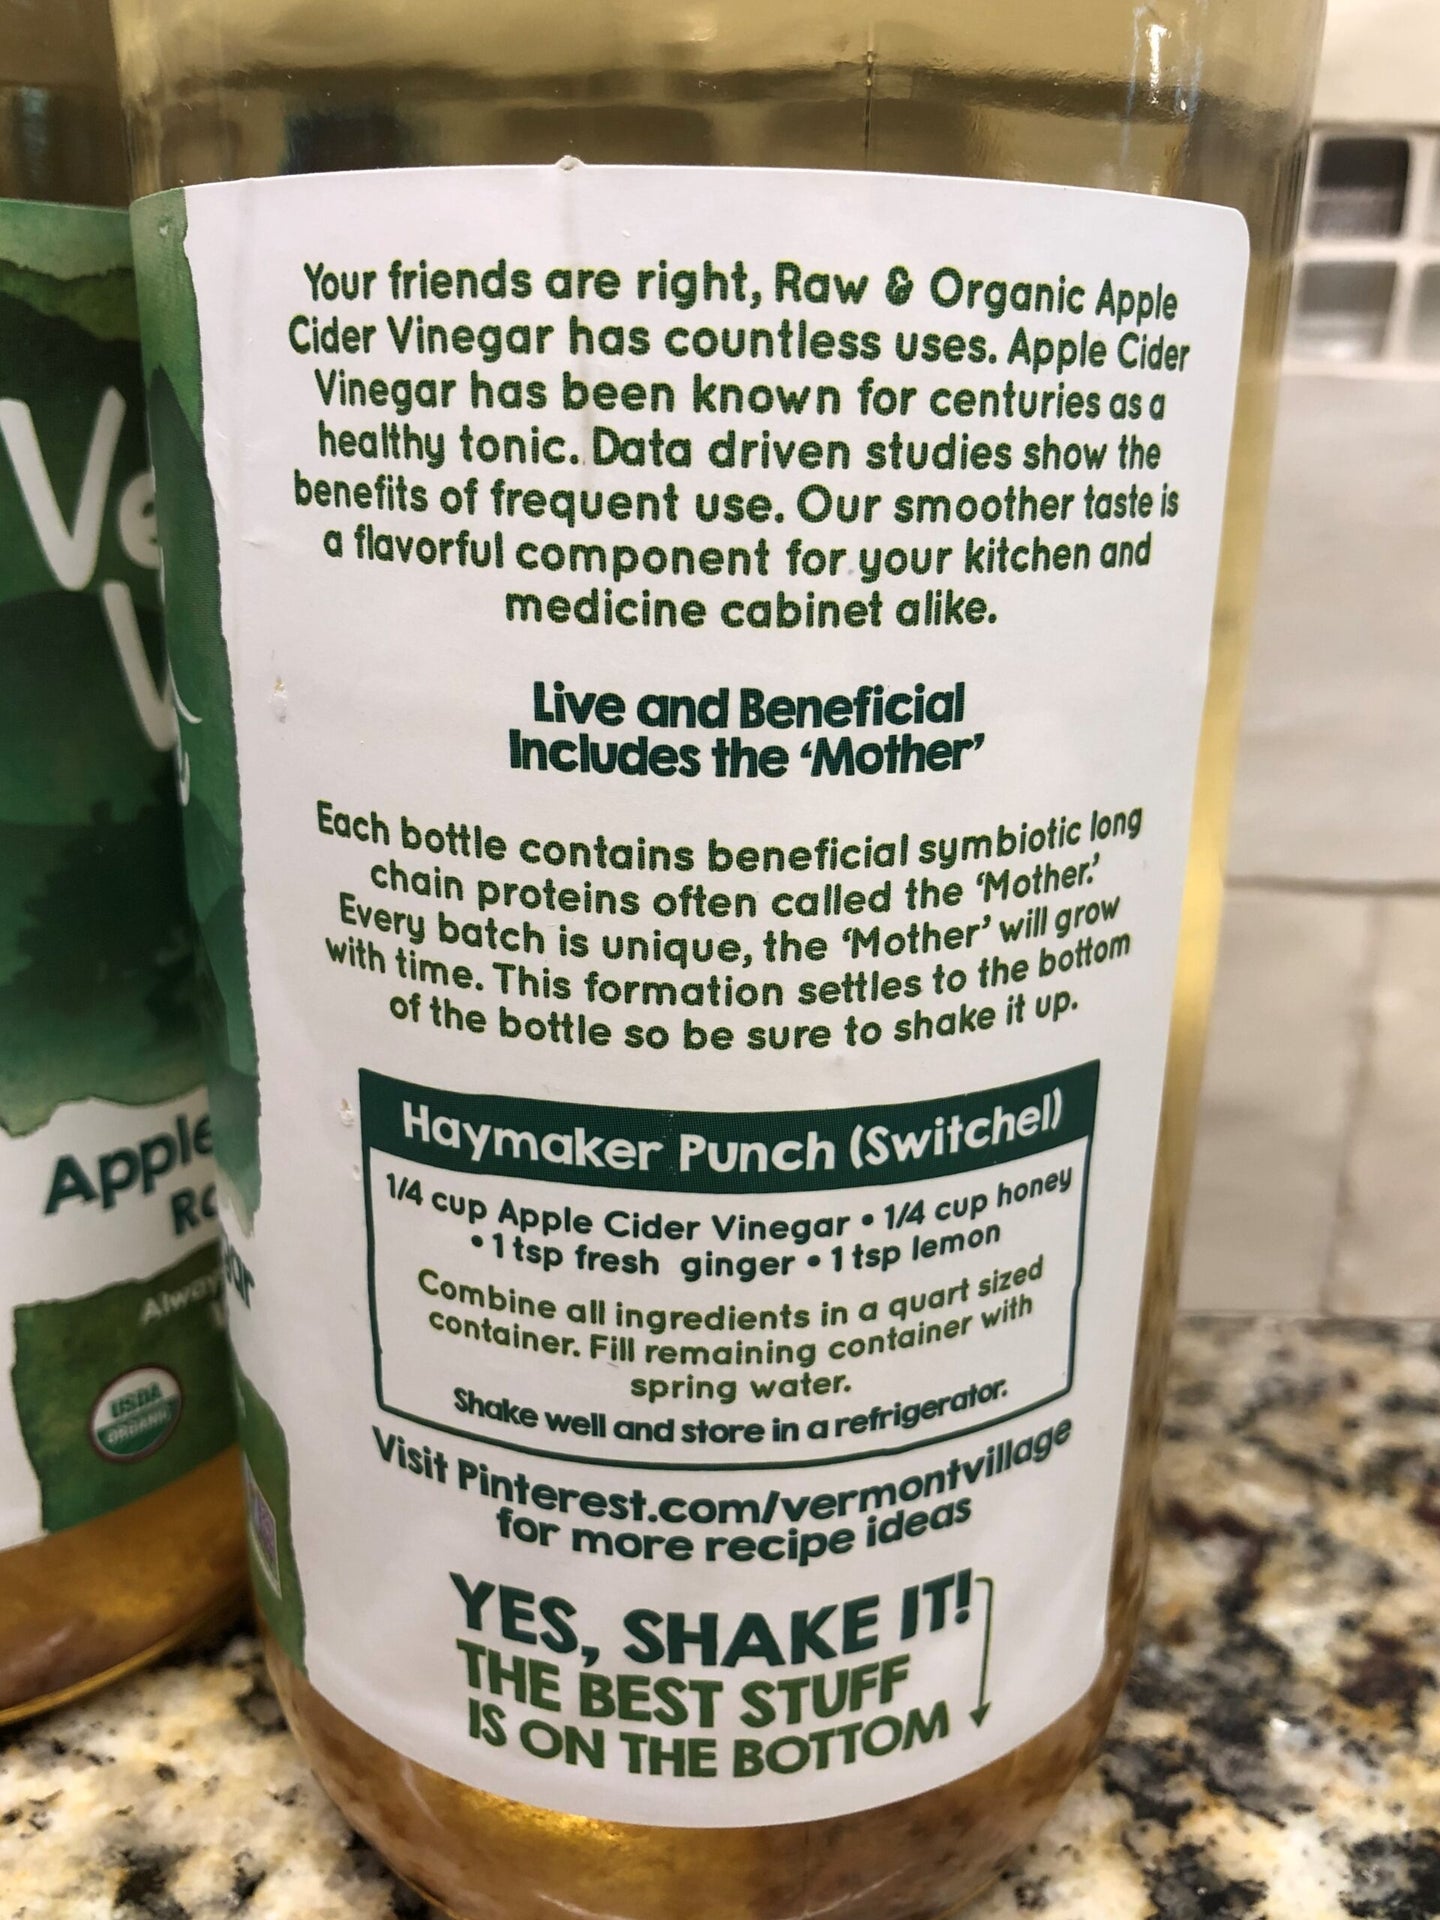 Your friends are right, Raw & Organic Apple
Cider Vinegar has countless uses. Apple Cider
Vinegar has been known for centuries as a
healthy tonic. Data driven studies show the
benefits of frequent use. Our smoother taste is
a flavorful component for your kitchen and
medicine cabinet alike.
Live and Beneficial
Includes the ‘Mother’
Each bottle contains beneficial symbiotic long
chain proteins often called the ‘Mother.’
Every batch is unique, the ‘Mother’ will grow
with time. This formation settles to the bottom
of the bottle so be sure to shake it up.
Haymaker Punch (Switchel)
1/4 cup Apple Cider Vinegar • 1/4 cup honey
• 1 tsp fresh ginger • 1 tsp lemon
Combine all ingredients in a quart sized
container. Fill remaining container with
spring water.
Shake well and store in a refrigerator.
Visit Pinterest.com/vermontvillage
for more recipe ideas
YES, SHAKE IT!
THE BEST STUFF
IS ON THE BOTTOM
Apple
USDA
ORGANIC